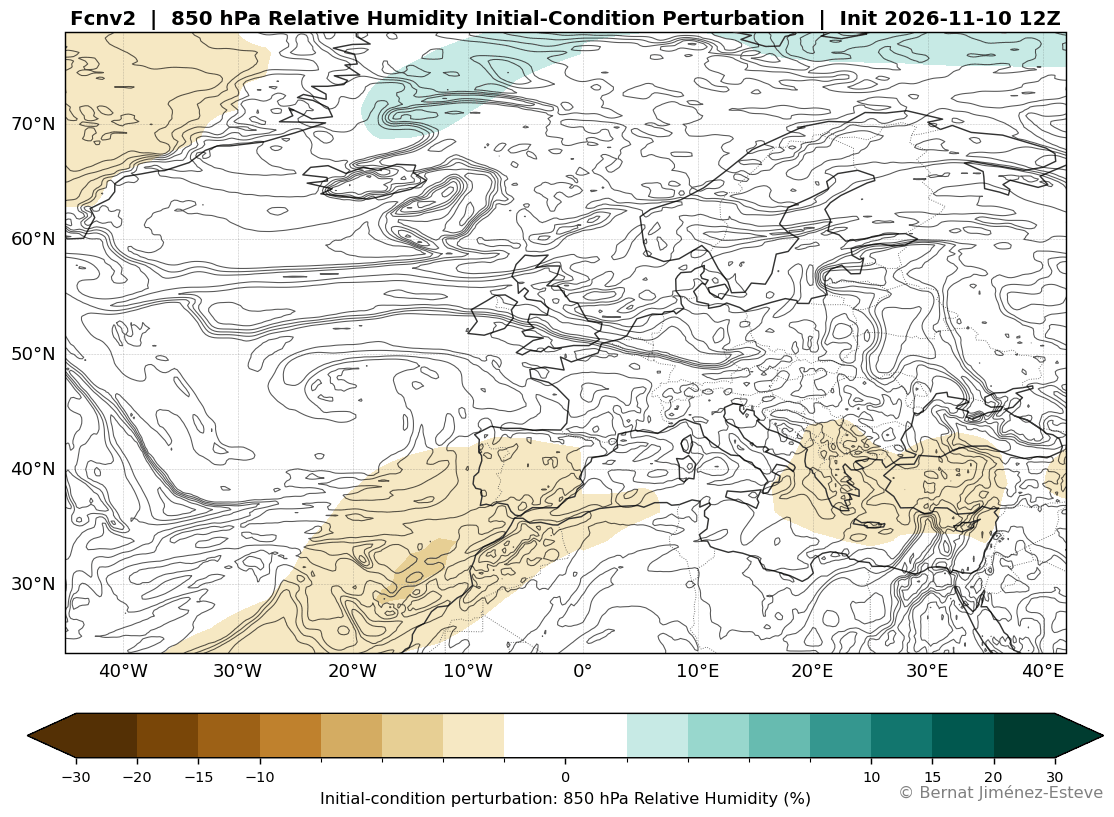 Fcnv2 | 850 hPa Relative Humidity Initial-Condition Perturbation | Init 2026-11-10 12Z
70°N
60°N
50°N
40°N
30°N
40°W 30°W 20°W 10°W 0° 10°E 20°E 30°E 40°E
−30 −20 −15 −10 0 10 15 20 30
Initial-condition perturbation: 850 hPa Relative Humidity (%)
© Bernat Jiménez-Esteve